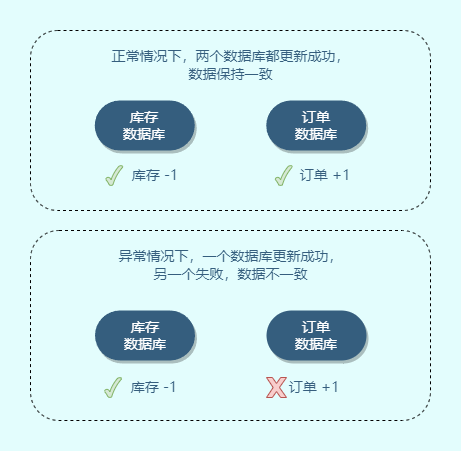 正常情况下，两个数据库都更新成功，
数据保持一致
库存
数据库
订单
数据库
库存 -1
订单 +1
异常情况下，一个数据库更新成功，
另一个失败，数据不一致
库存
数据库
订单
数据库
库存 -1
订单 +1